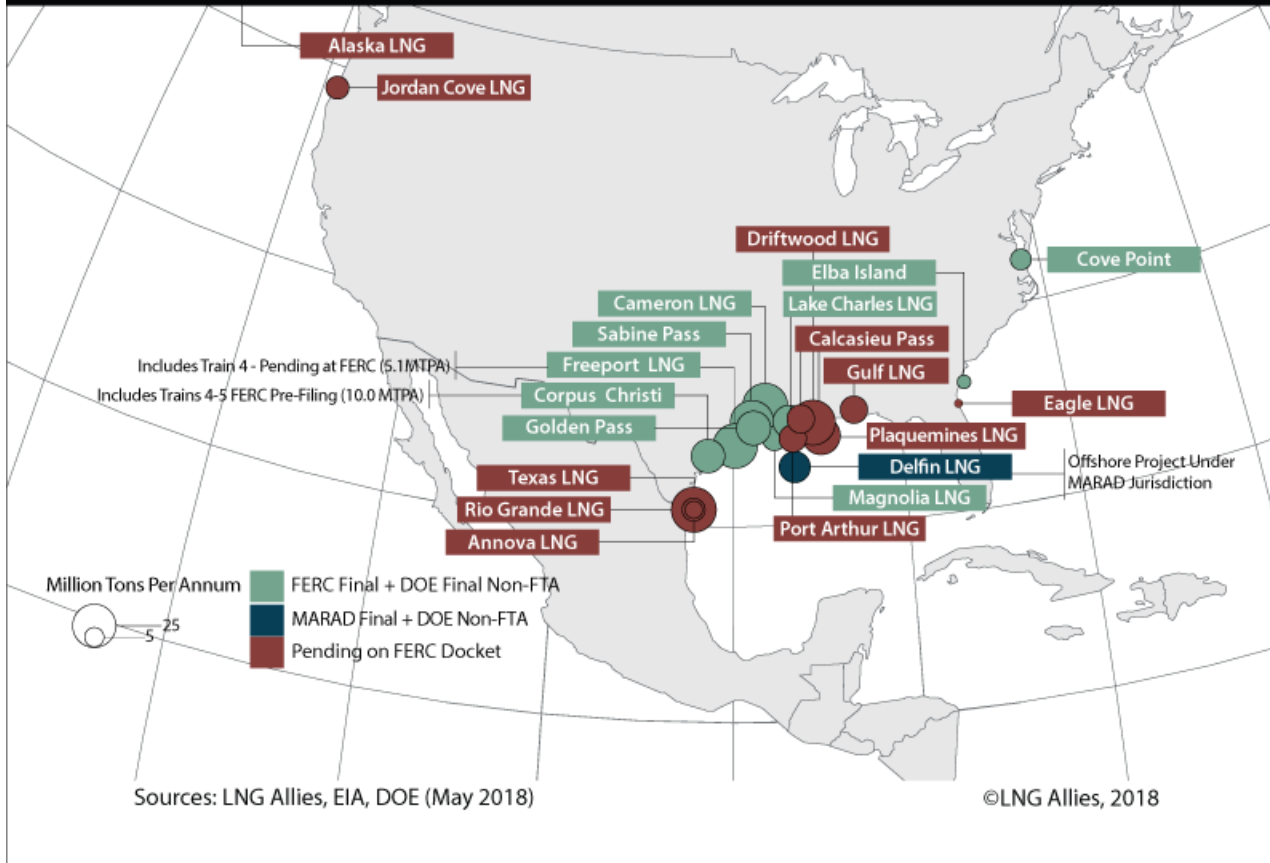 Alaska LNG
Jordan Cove LNG
Driftwood LNG
Elba Island
Cove Point
Cameron LNG
Lake Charles LNG
Sabine Pass
Calcasieu Pass
Includes Train 4 - Pending at FERC (5.1MTPA)
Freeport LNG
Gulf LNG
Includes Trains 4-5 FERC Pre-Filing (10.0 MTPA)
Corpus Christi
Eagle LNG
Golden Pass
Plaquemines LNG
Texas LNG
Delfin LNG
Offshore Project Under
MARAD Jurisdiction
Magnolia LNG
Rio Grande LNG
Port Arthur LNG
Annova LNG
Million Tons Per Annum
25
5
FERC Final + DOE Final Non-FTA
MARAD Final + DOE Non-FTA
Pending on FERC Docket
Sources: LNG Allies, EIA, DOE (May 2018)
©LNG Allies, 2018